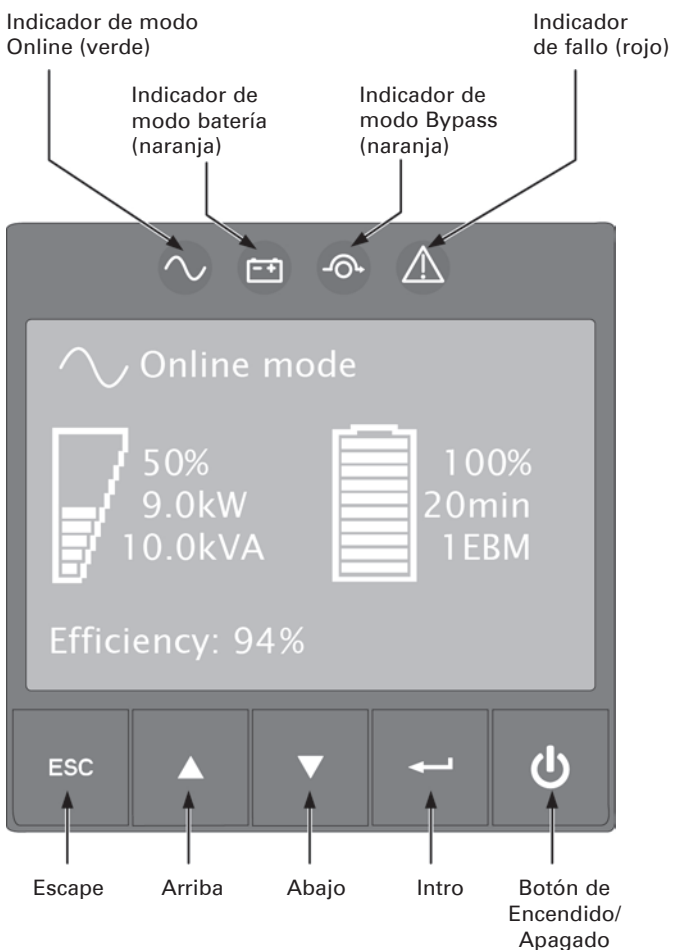 Indicador de modo
Online (verde)
Indicador
de fallo (rojo)
Indicador de
modo batería
(naranja)
Indicador de
modo Bypass
(naranja)
Online mode
50%
9.0kW
10.0kVA
100%
20min
1EBM
Efficiency: 94%
ESC
Escape
Arriba
Abajo
Intro
Botón de
Encendido/
Apagado